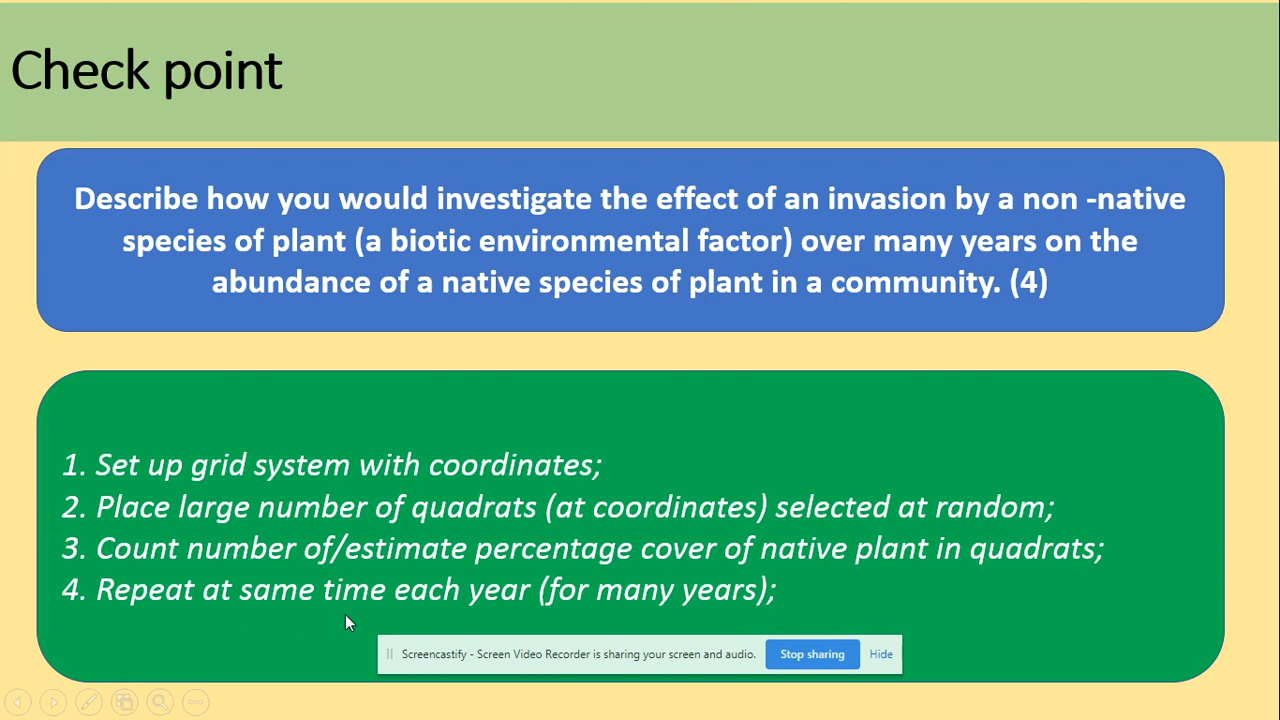 Check point
Describe how you would investigate the effect of an invasion by a non -native
species of plant (a biotic environmental factor) over many years on the
abundance of a native species of plant in a community. (4)
1. Set up grid system with coordinates;
2. Place large number of quadrats (at coordinates) selected at random;
3. Count number of/estimate percentage cover of native plant in quadrats;
4. Repeat at same time each year (for many years);
Screencastify - Screen Video Recorder is sharing your screen and audio. Stop sharing Hide